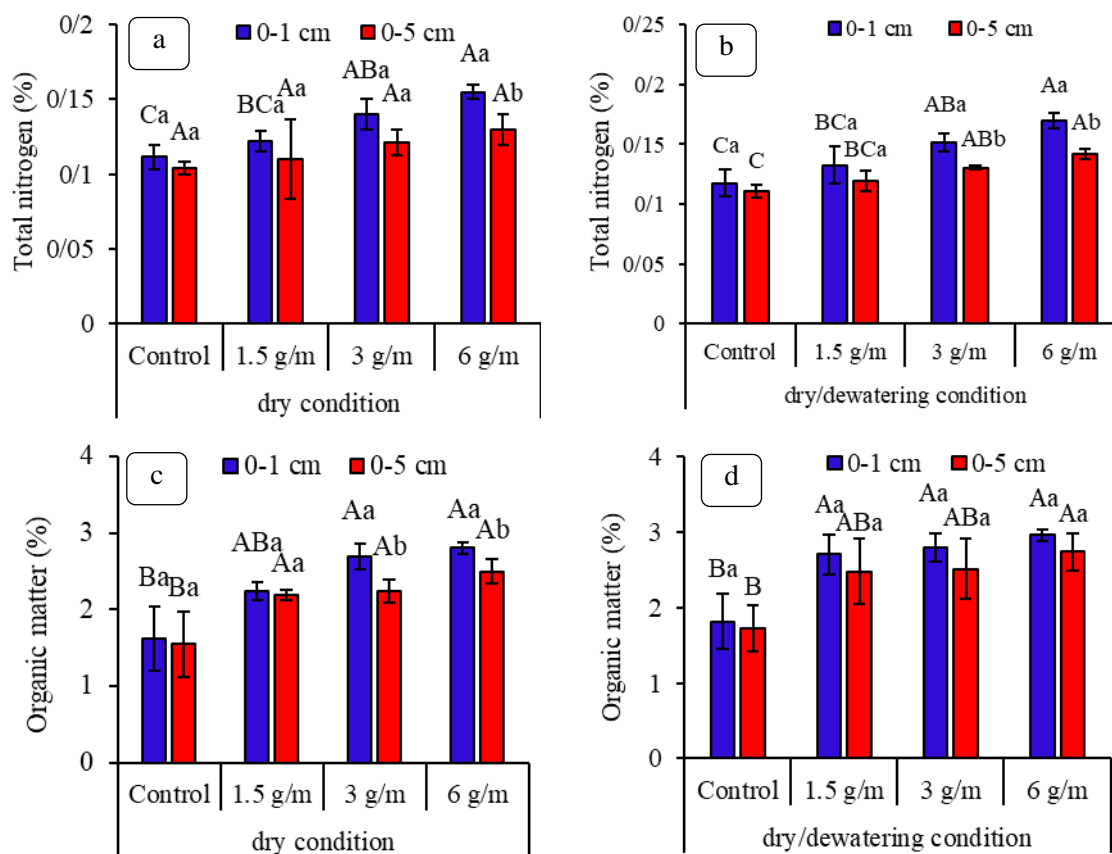 a
0-1 cm 0-5 cm
Total nitrogen (%)
0/2
0/15
0/1
0/05
0
Ca Aa BCa Aa ABa Aa Aa Ab
Control 1.5 g/m 3 g/m 6 g/m
dry condition
b
0-1 cm 0-5 cm
Total nitrogen (%)
0/25
0/2
0/15
0/1
0/05
0
Ca C BCa BCa ABa ABb Aa Ab
Control 1.5 g/m 3 g/m 6 g/m
dry/dewatering condition
c
0-1 cm 0-5 cm
Organic matter (%)
4
3
2
1
0
Ba Ba ABa Aa Aa Ab Aa Ab
Control 1.5 g/m 3 g/m 6 g/m
dry condition
d
0-1 cm 0-5 cm
Organic matter (%)
4
3
2
1
0
Ba B Aa ABa Aa ABa Aa Aa
Control 1.5 g/m 3 g/m 6 g/m
dry/dewatering condition